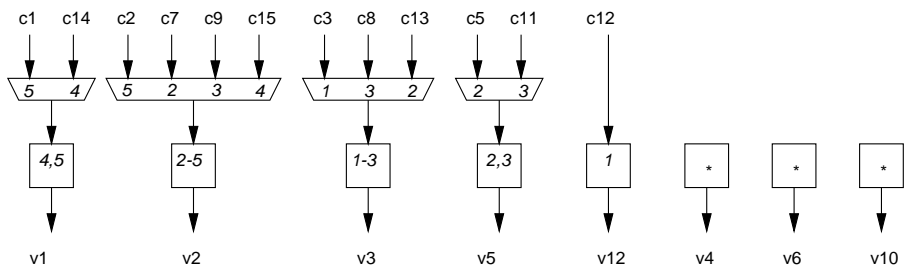 c1 c14 c2 c7 c9 c15 c3 c8 c13 c5 c11 c12
5 4 5 2 3 4 1 3 2 2 3
4,5 2-5 1-3 2,3 1 * * *
v1 v2 v3 v5 v12 v4 v6 v10